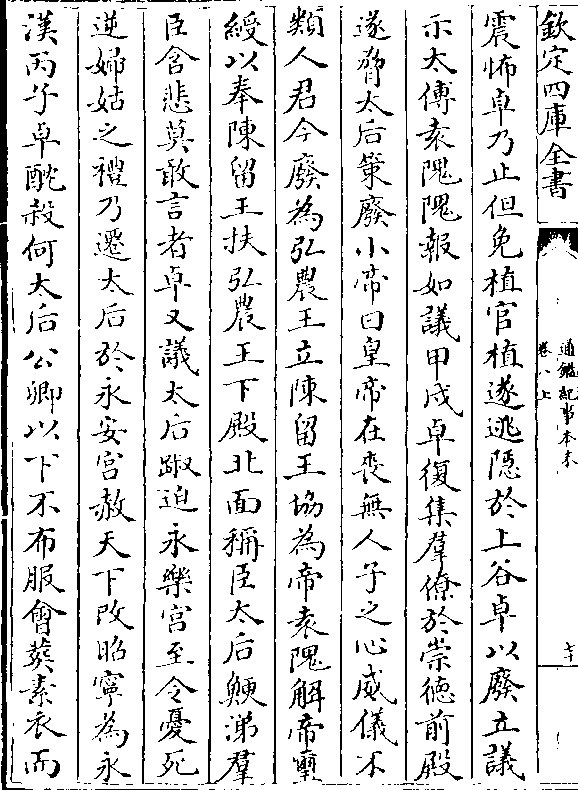 欽定四庫全書
通鑑紀事本末
卷八上
七十
震怖卓乃止但免植官植遂逃隱於上谷卓以廢立議
示太傅袁隗隗報如議甲戌卓復集羣僚於崇德前殿
遂脅太后策廢少帝曰皇帝在喪無人子之心威儀不
類人君今廢為弘農王立陳留王協為帝袁隗解帝璽
綬以奉陳留王扶弘農王下殿北面稱臣太后鯁涕羣
臣含悲莫敢言者卓又議太后踧迫永樂宮至令憂死
逆婦姑之禮乃遷太后於永安宮赦天下改昭寧為永
漢丙子卓酖殺何太后公卿以下不布服會葬素衣而